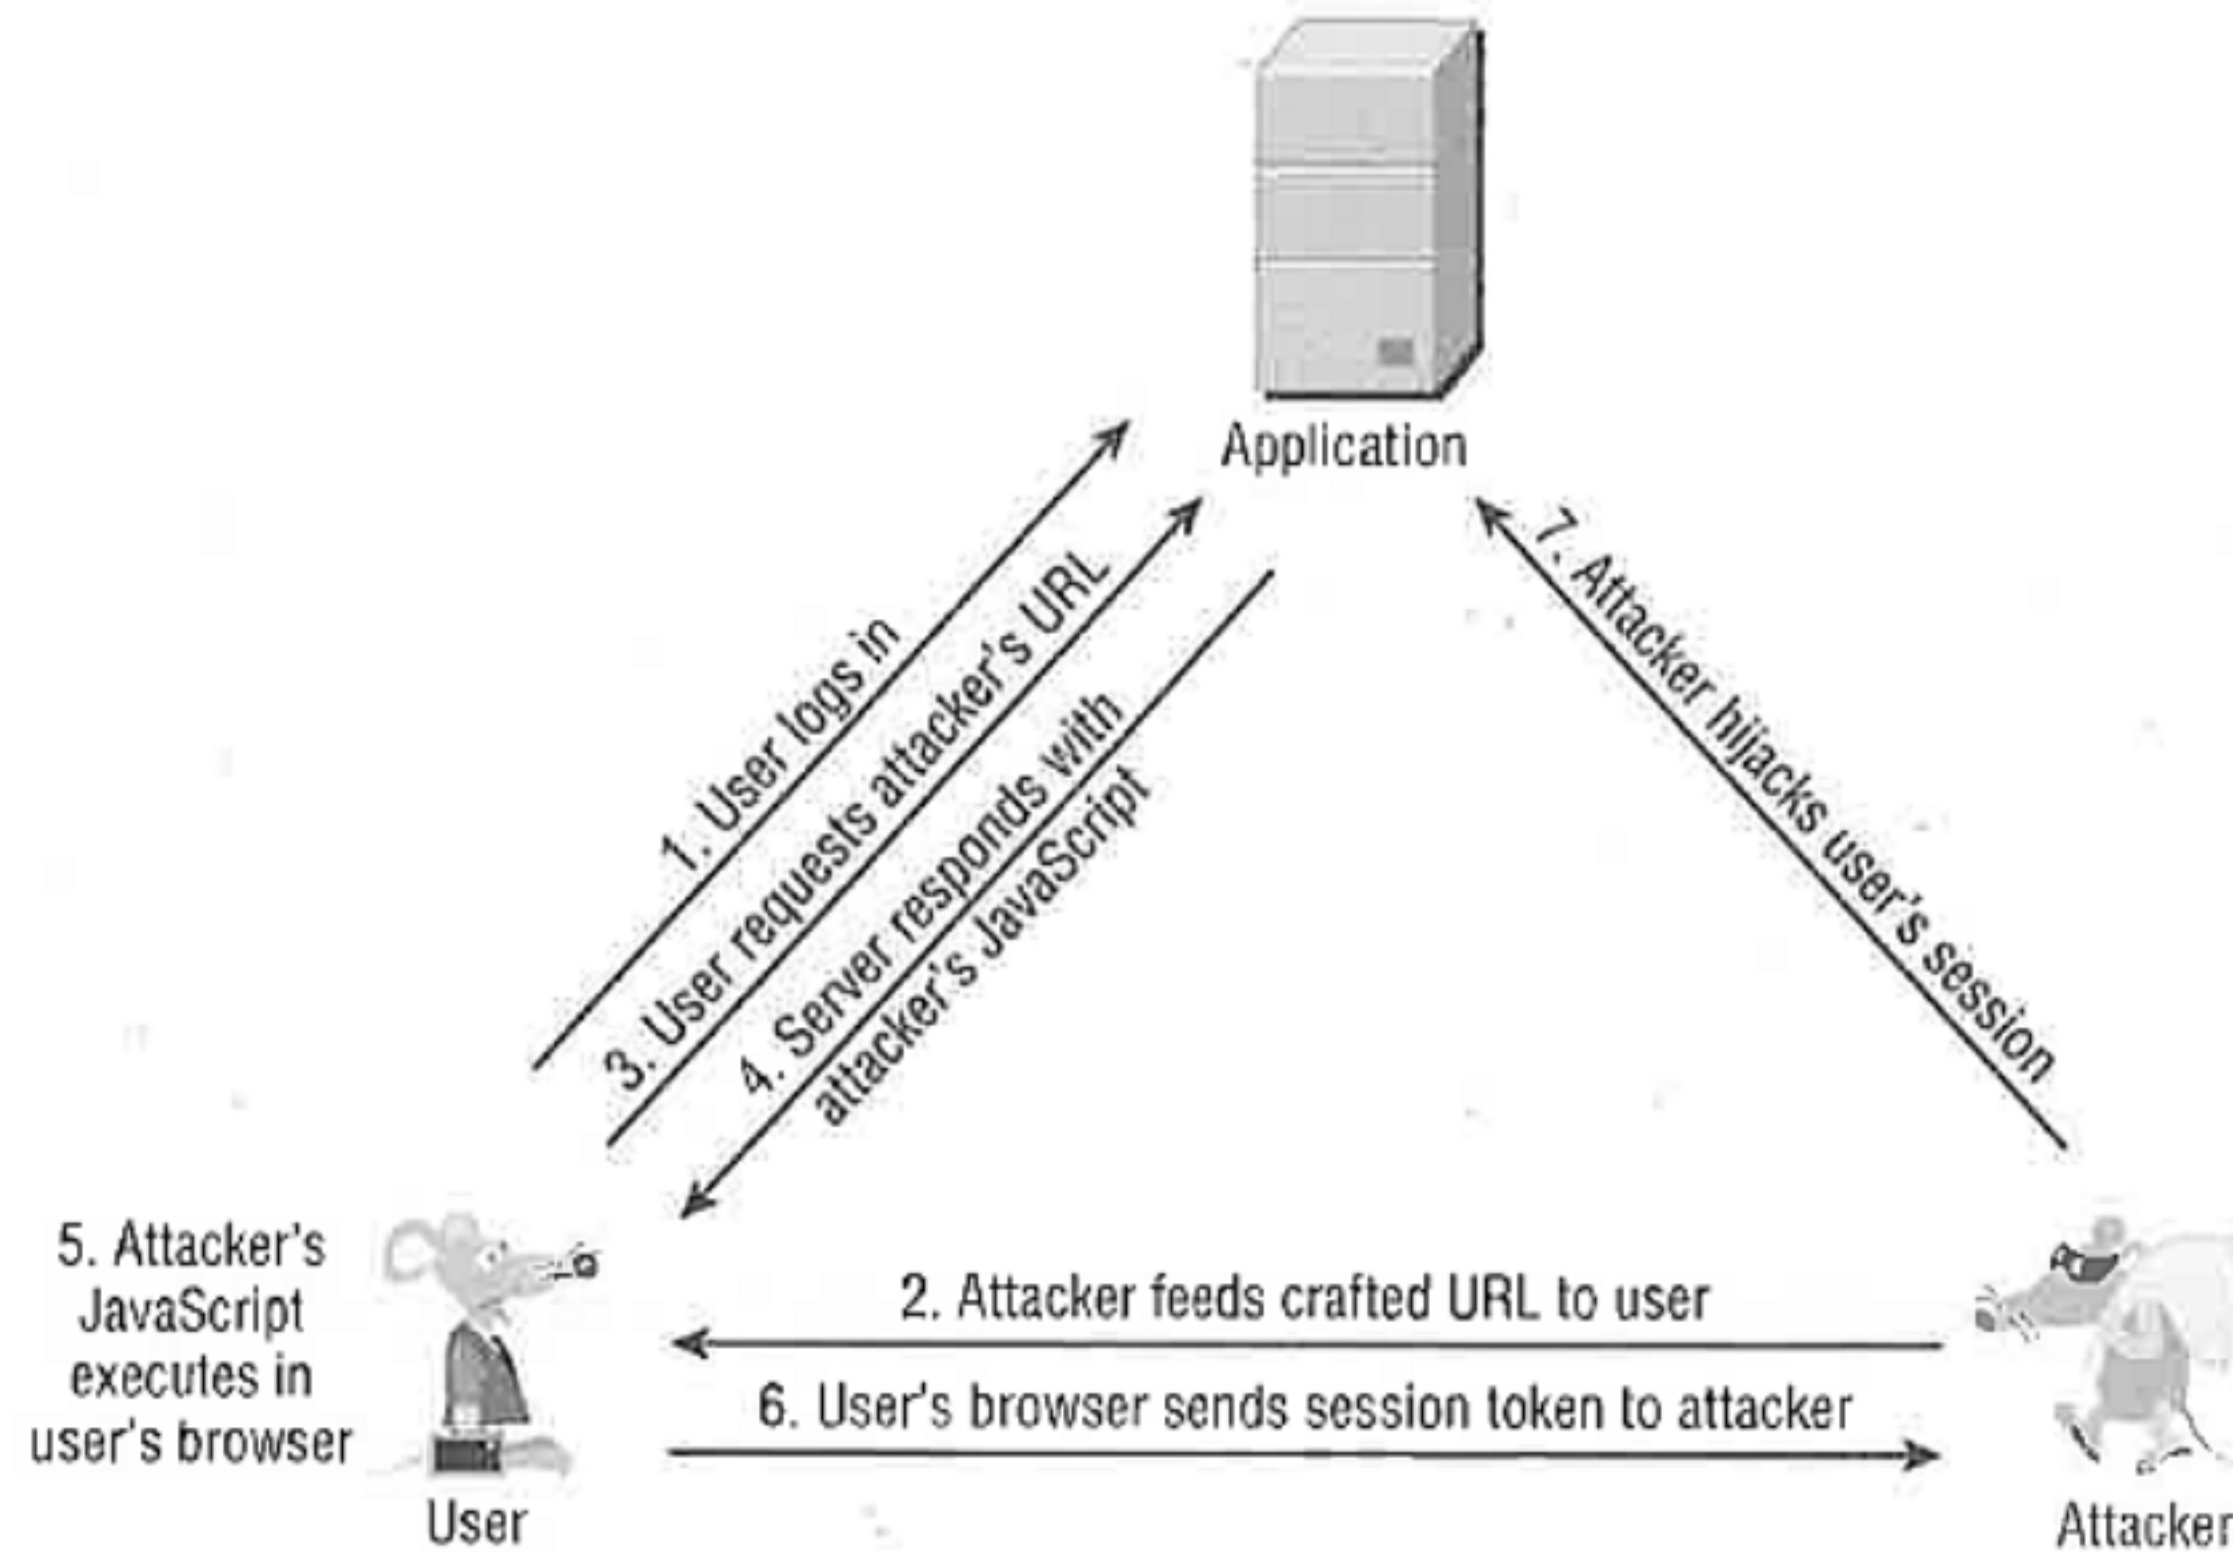 Application
1. User logs in
3. User requests attacker's URL
4. Server responds with
attacker's JavaScript
7. Attacker hijacks user's session
5. Attacker's
JavaScript
executes in
user's browser
2. Attacker feeds crafted URL to user
6. User's browser sends session token to attacker
User
Attacker